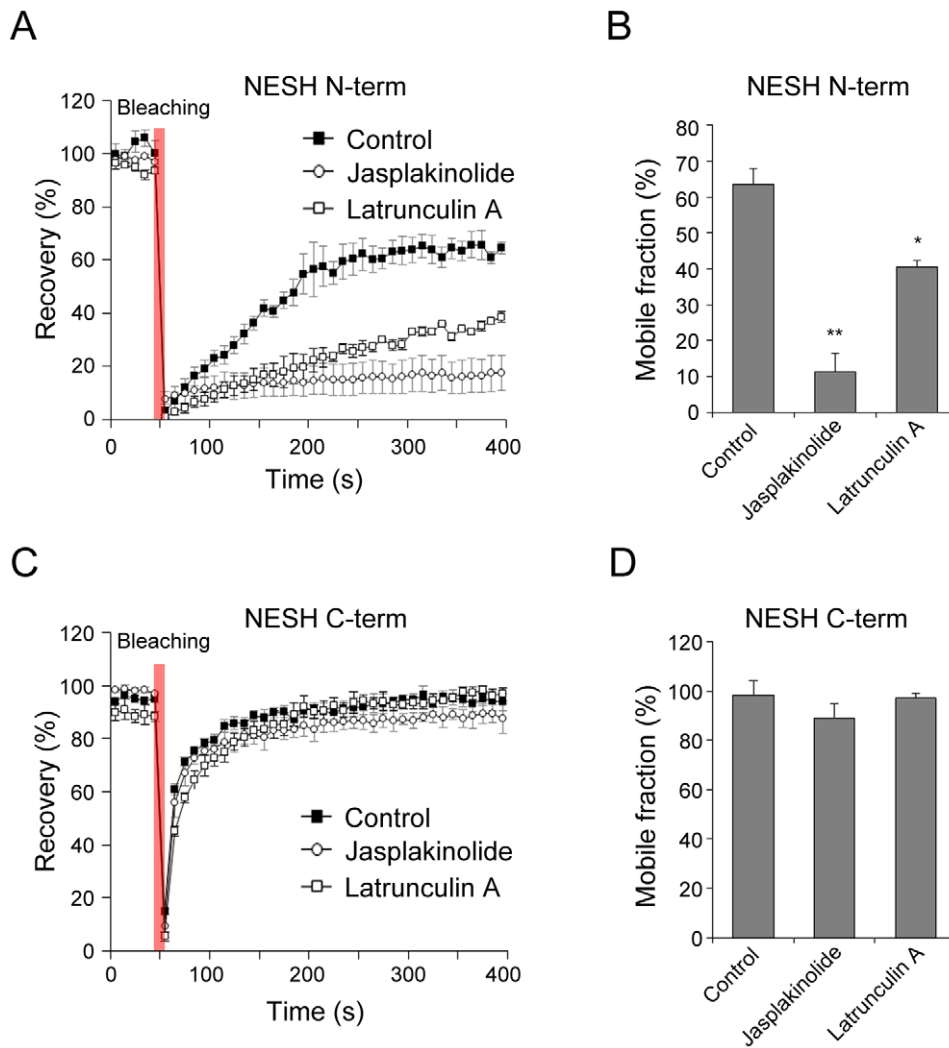 A
NESH N-term
Bleaching
Control
Jasplakinolide
Latrunculin A
Recovery (%)
120
100
80
60
40
20
0
0 100 200 300 400
Time (s)
B
NESH N-term
Mobile fraction (%)
80
70
60
50
40
30
20
10
0
**
*
Control
Jasplakinolide
Latrunculin A
C
NESH C-term
Bleaching
Recovery (%)
120
100
80
60
40
20
0
Control
Jasplakinolide
Latrunculin A
0 100 200 300 400
Time (s)
D
NESH C-term
Mobile fraction (%)
120
100
80
60
40
20
0
Control
Jasplakinolide
Latrunculin A